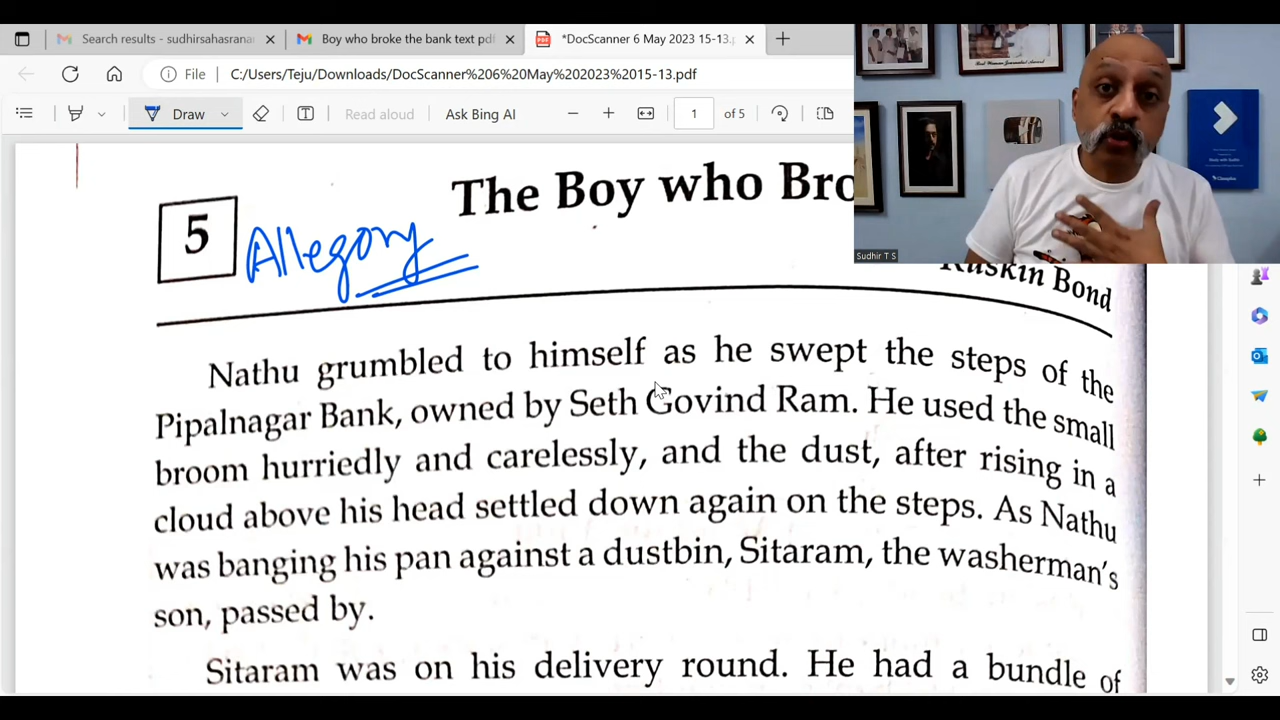 Search results - sudhirsahasrana
Boy who broke the bank text pdf
*DocScanner 6 May 2023 15-13.p
File C:/Users/Teju/Downloads/DocScanner%206%20May%202023%2015-13.pdf
Draw
Read aloud
Ask Bing AI
1 of 5
5
Allegory
The Boy who Bro
Ruskin Bond
Sudhir T S
Nathu grumbled to himself as he swept the steps of the
Pipalnagar Bank, owned by Seth Govind Ram. He used the small
broom hurriedly and carelessly, and the dust, after rising in a
cloud above his head settled down again on the steps. As Nathu
was banging his pan against a dustbin, Sitaram, the washerman's
son, passed by.
Sitaram was on his delivery round. He had a bundle of